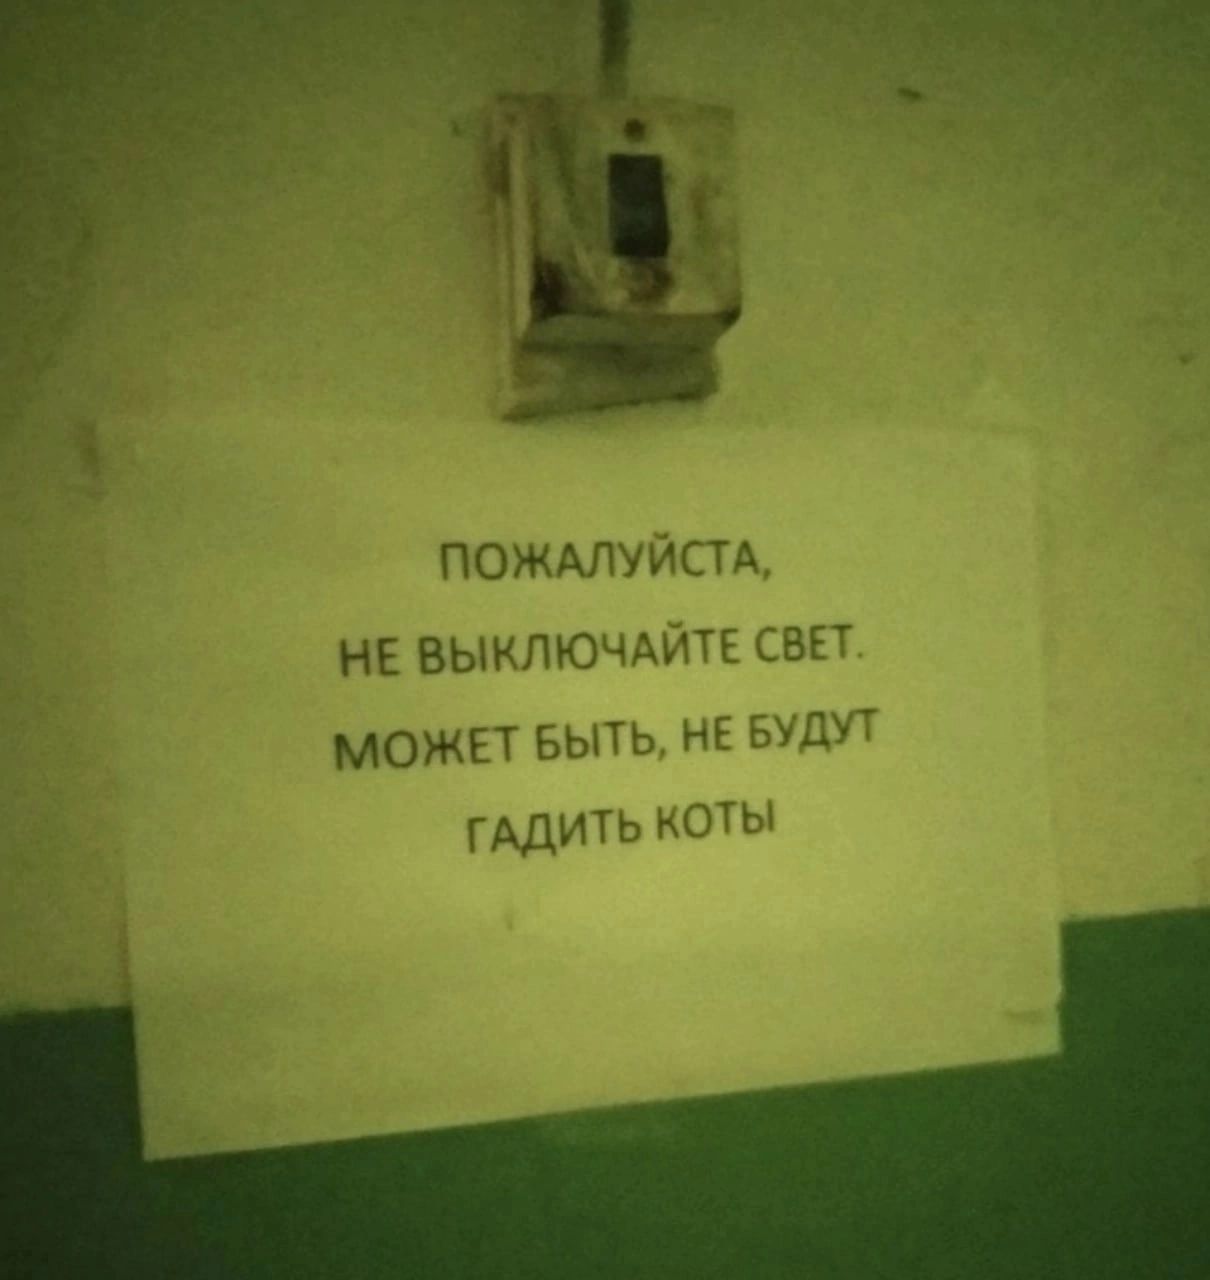 ПОЖАЛУЙСТА,
НЕ ВЫКЛЮЧАЙТЕ СВЕТ.
МОЖЕТ БЫТЬ, НЕ БУДУТ
ГАДИТЬ КОТЫ